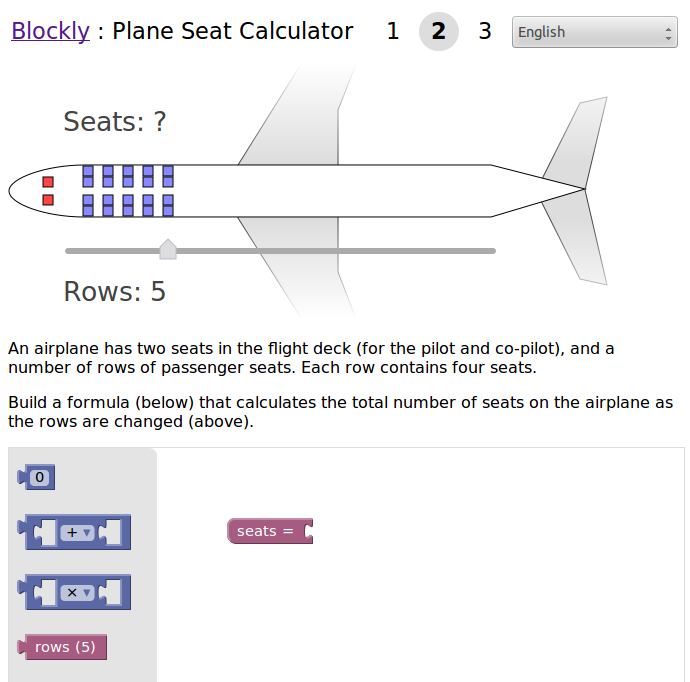 Blockly : Plane Seat Calculator 1 2 3 English
Seats: ?
Rows: 5
An airplane has two seats in the flight deck (for the pilot and co-pilot), and a
number of rows of passenger seats. Each row contains four seats.
Build a formula (below) that calculates the total number of seats on the airplane as
the rows are changed (above).
0
+ ▾
seats =
× ▾
rows (5)